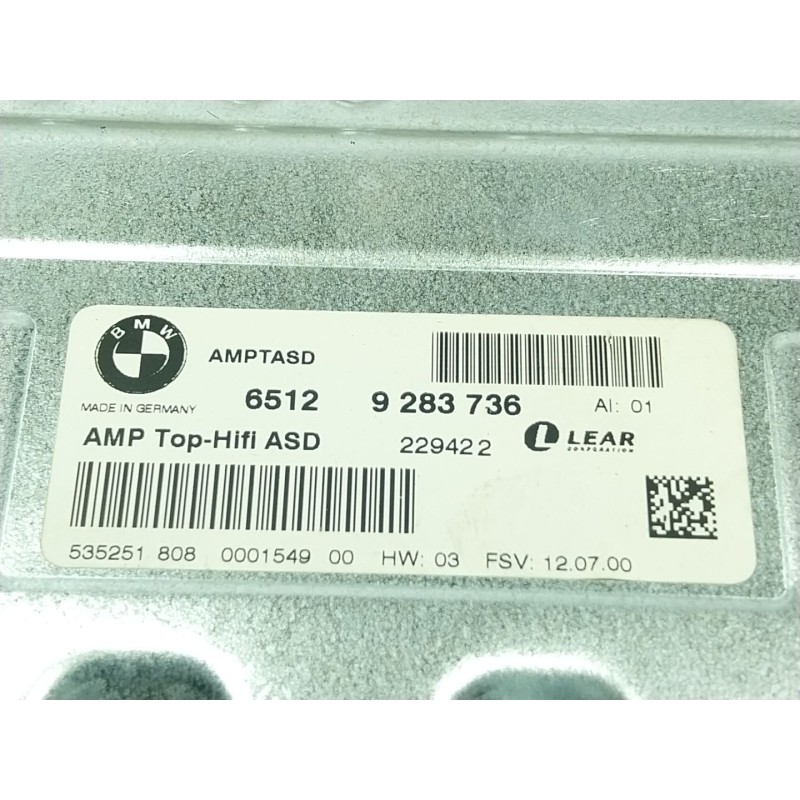 BMW
AMPTASD
MADE IN GERMANY
6512 9 283 736 AI: 01
AMP Top-Hifi ASD 229422 LEAR
CORPORATION
535251 808 0001549 00 HW: 03 FSV: 12.07.00